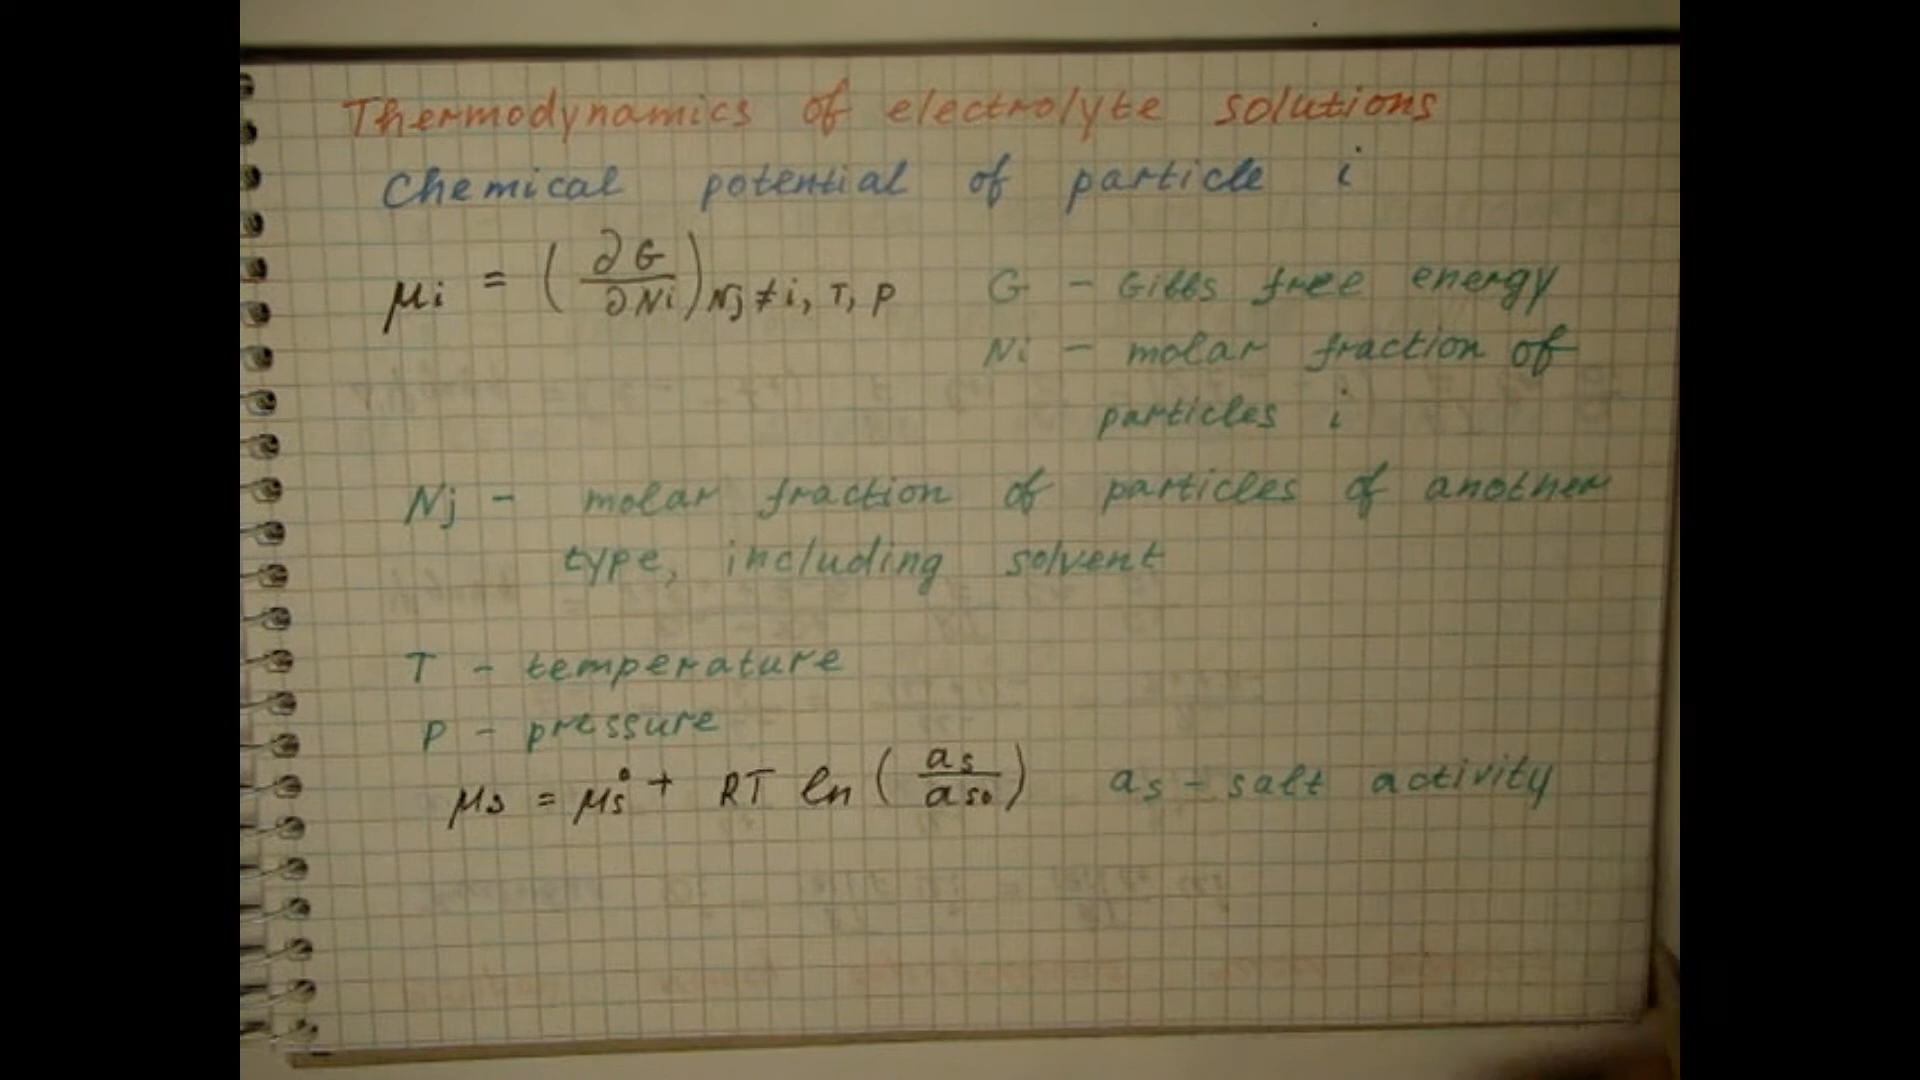 Thermodynamics of electrolyte solutions
Chemical potential of particle i
μi = (∂G/∂Ni)Nj≠i, T, P
G - Gibbs free energy
Ni - molar fraction of
particles i
Nj - molar fraction of particles of another
type, including solvent
T - temperature
P - pressure
μs = μs° + RT ln (as/aso)
as - salt activity